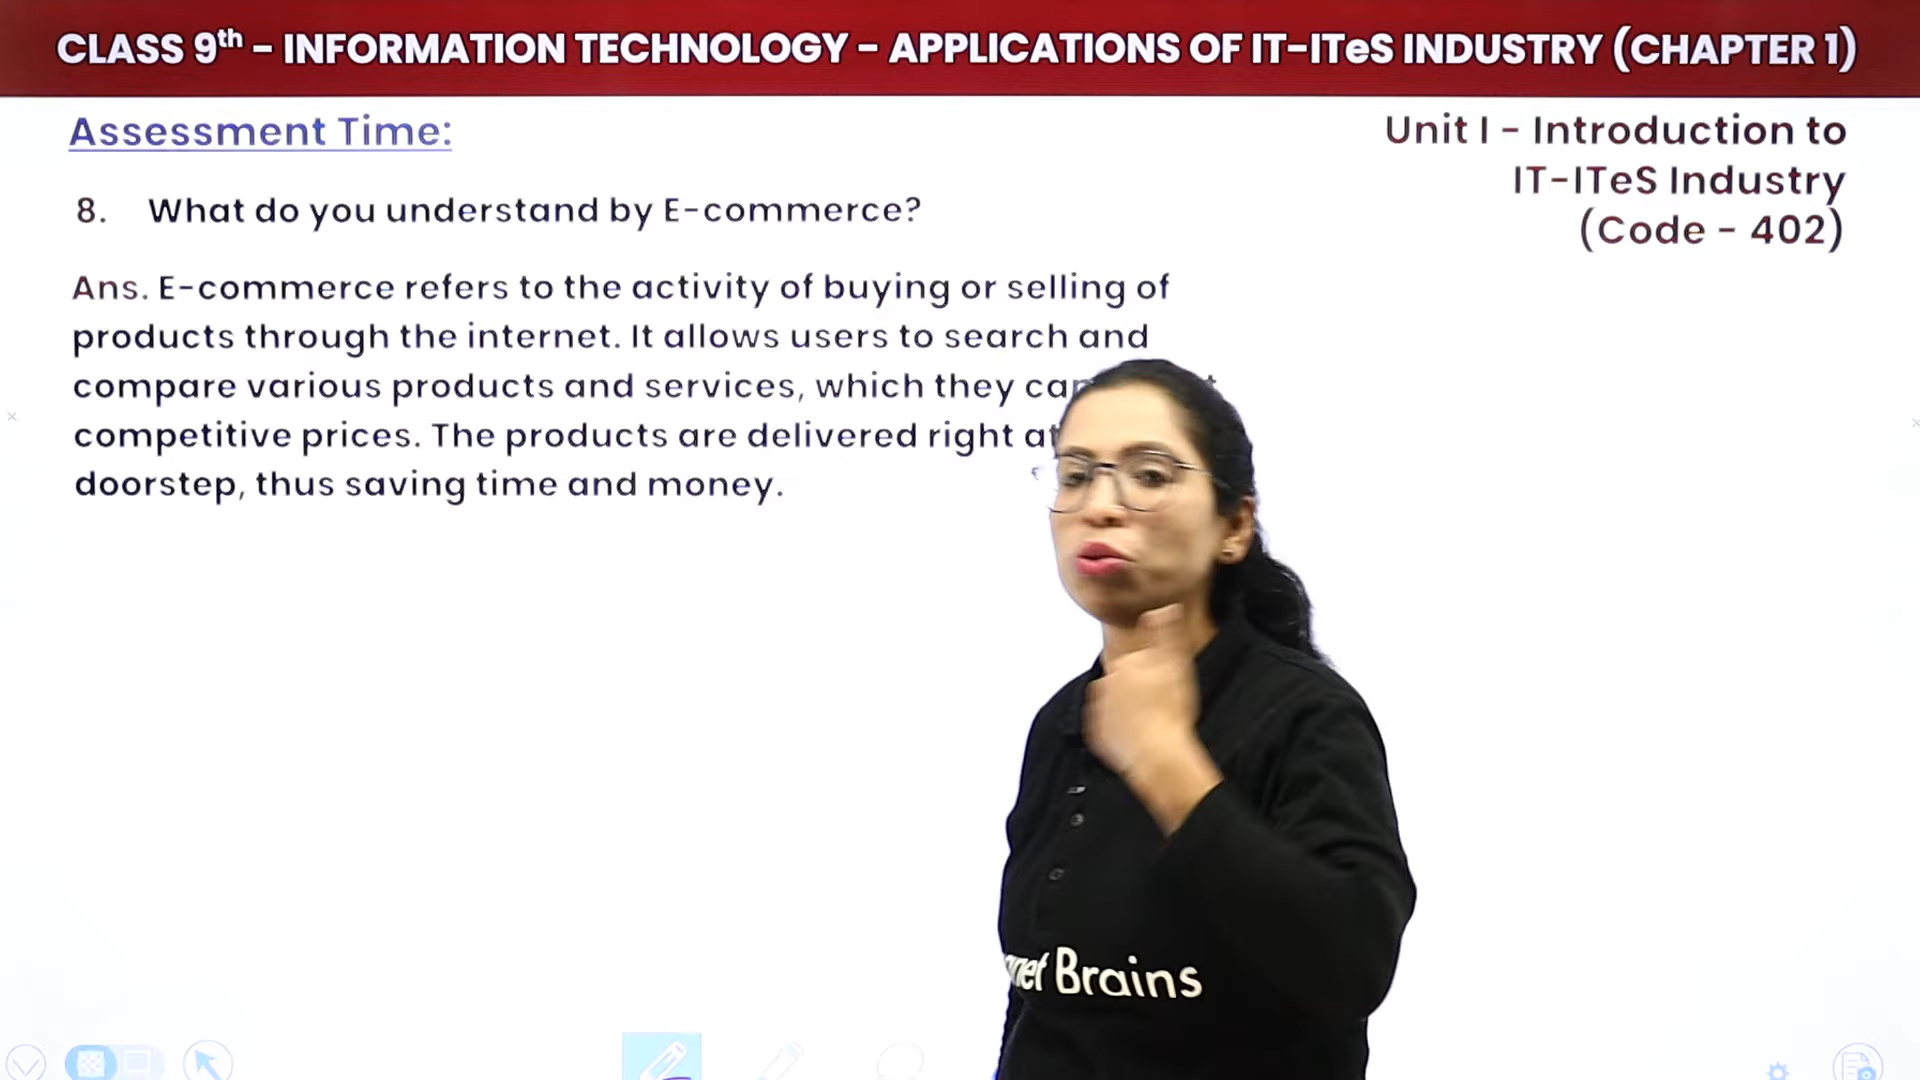 CLASS 9th - INFORMATION TECHNOLOGY - APPLICATIONS OF IT-ITeS INDUSTRY (CHAPTER 1)
Assessment Time:
Unit I - Introduction to
IT-ITeS Industry
(Code - 402)
8. What do you understand by E-commerce?
Ans. E-commerce refers to the activity of buying or selling of
products through the internet. It allows users to search and
compare various products and services, which they
competitive prices. The products are delivered right
doorstep, thus saving time and money.
Brains